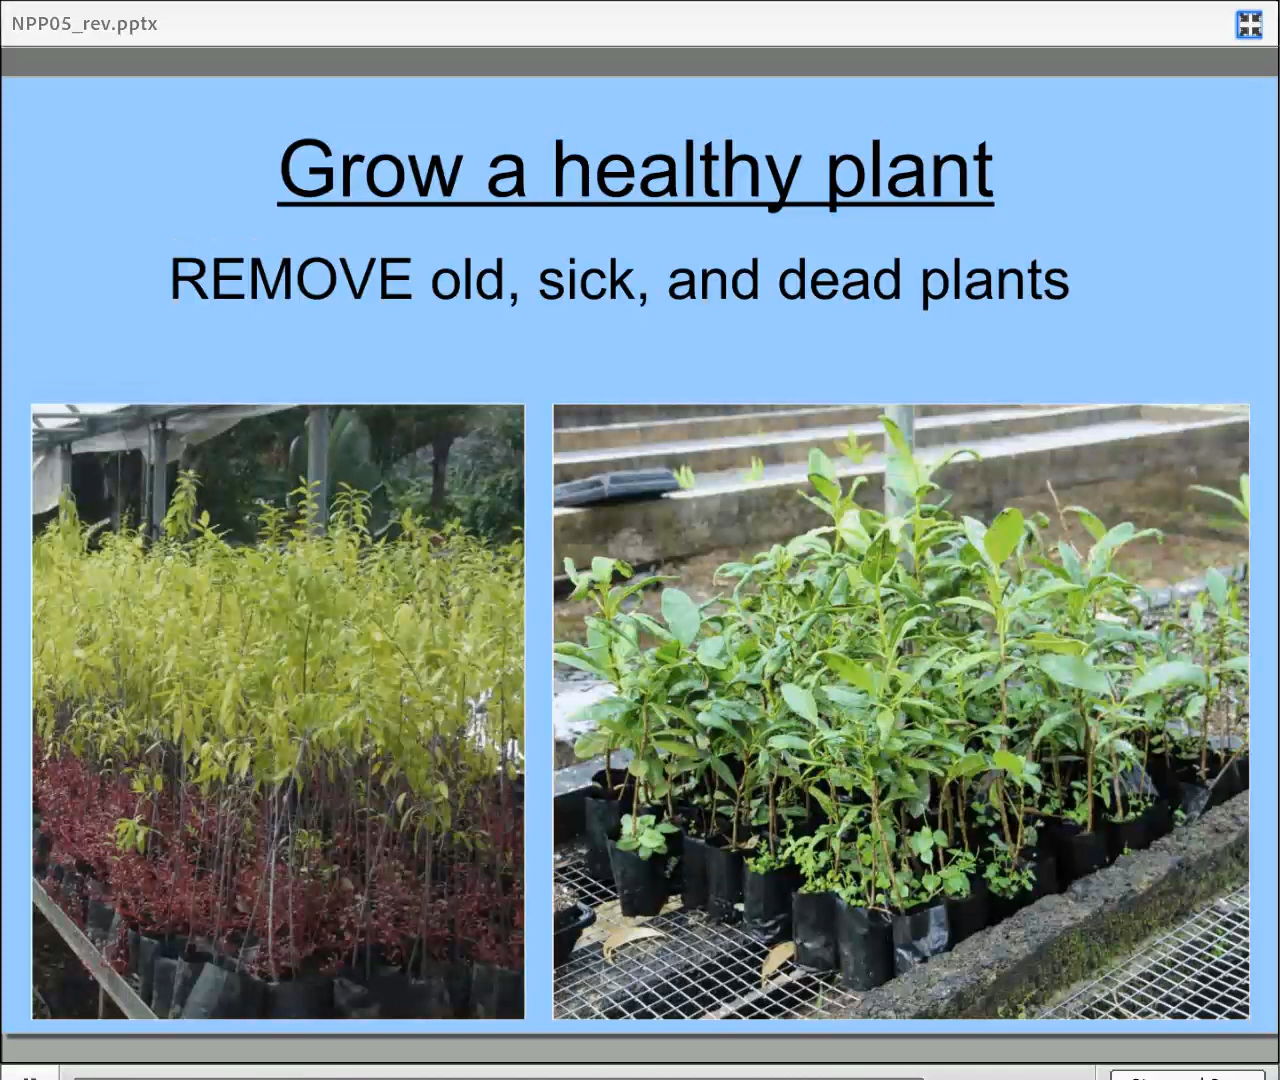 NPP05_rev.pptx
Grow a healthy plant
REMOVE old, sick, and dead plants